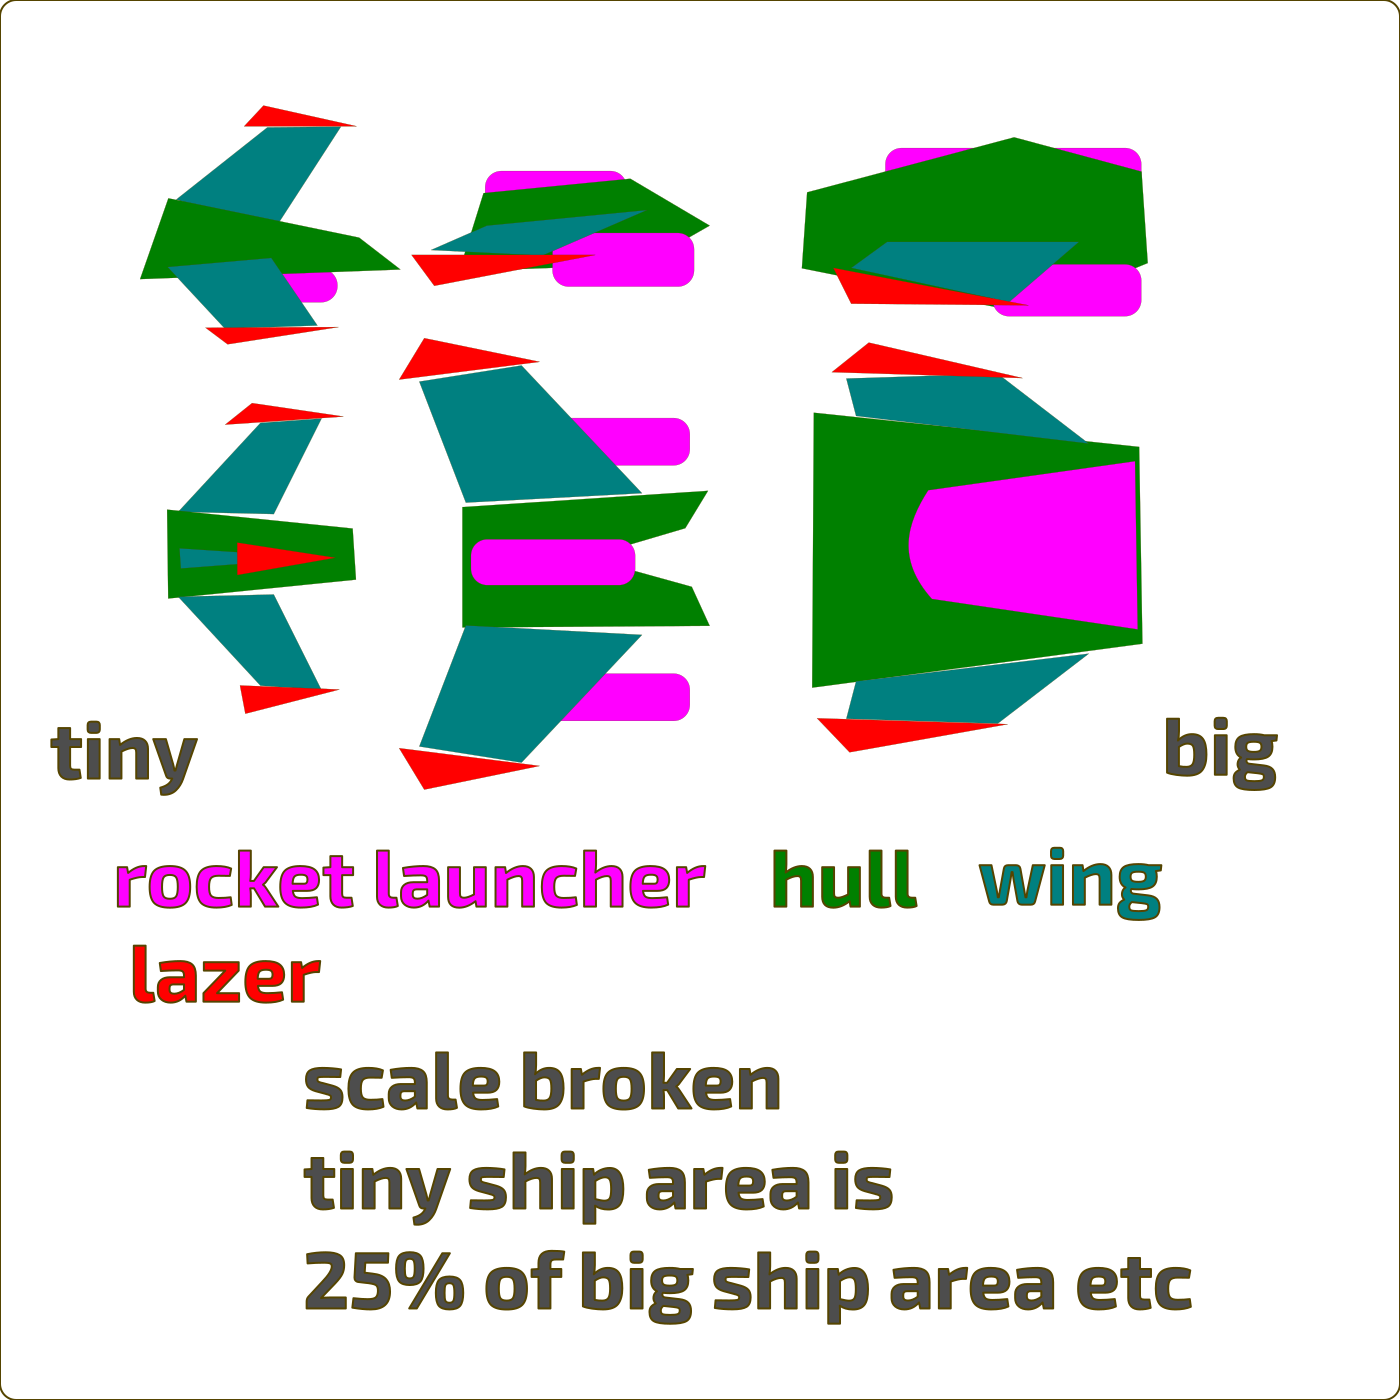 tiny
big
rocket launcher hull wing
lazer
scale broken
tiny ship area is
25% of big ship area etc